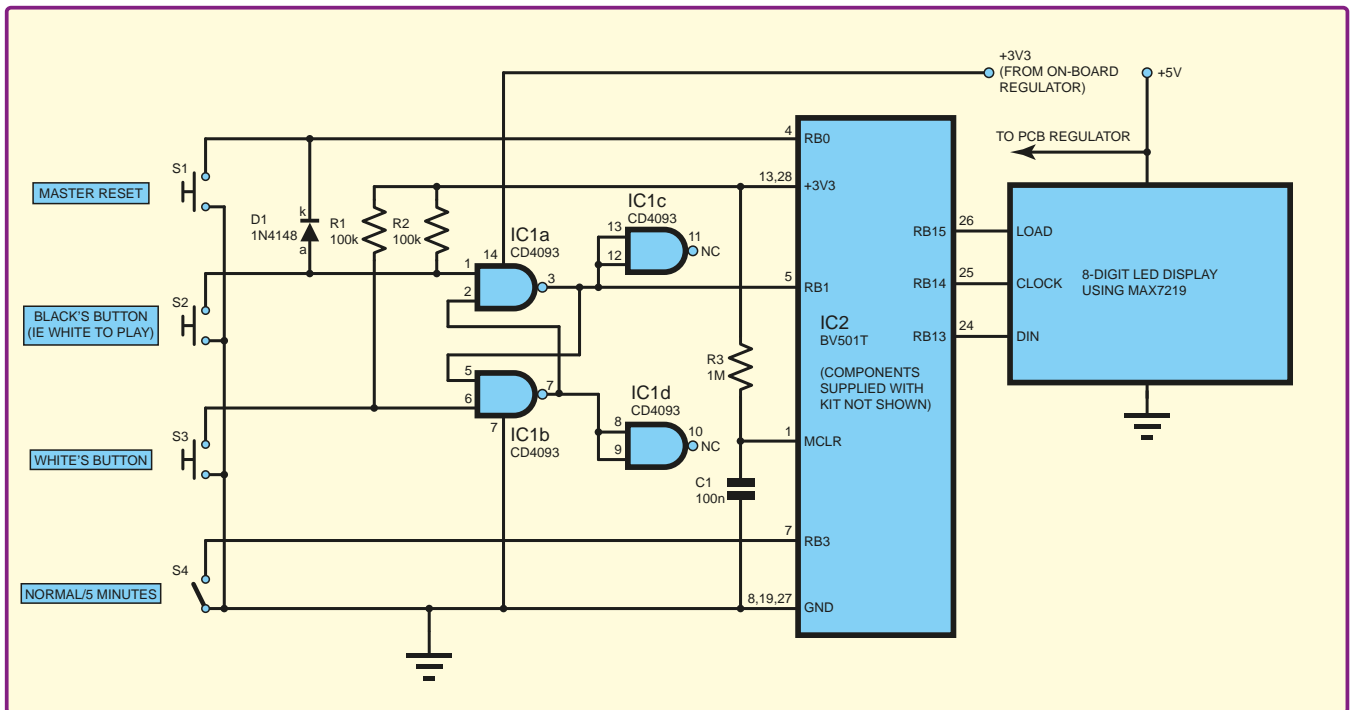 +3V3
(FROM ON-BOARD
REGULATOR)
+5V
TO PCB REGULATOR
S1
MASTER RESET
D1
1N4148
k
a
R1
100k
R2
100k
S2
BLACK'S BUTTON
(IE WHITE TO PLAY)
S3
WHITE'S BUTTON
S4
NORMAL/5 MINUTES
IC1a
CD4093
14
1
2
3
IC1b
CD4093
5
6
7
7
IC1c
CD4093
13
12
11
NC
IC1d
CD4093
8
9
10
NC
R3
1M
C1
100n
4
RB0
13,28
+3V3
5
RB1
IC2
BV501T
(COMPONENTS
SUPPLIED WITH
KIT NOT SHOWN)
1
MCLR
7
RB3
8,19,27
GND
RB15
26
LOAD
RB14
25
CLOCK
RB13
24
DIN
8-DIGIT LED DISPLAY
USING MAX7219